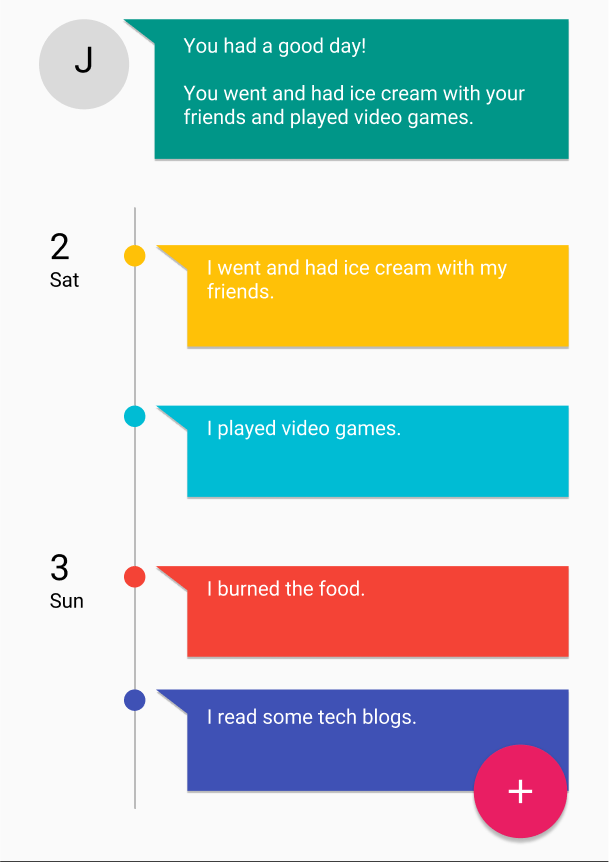 J
You had a good day!
You went and had ice cream with your
friends and played video games.
2
Sat
I went and had ice cream with my
friends.
I played video games.
3
Sun
I burned the food.
I read some tech blogs.
+